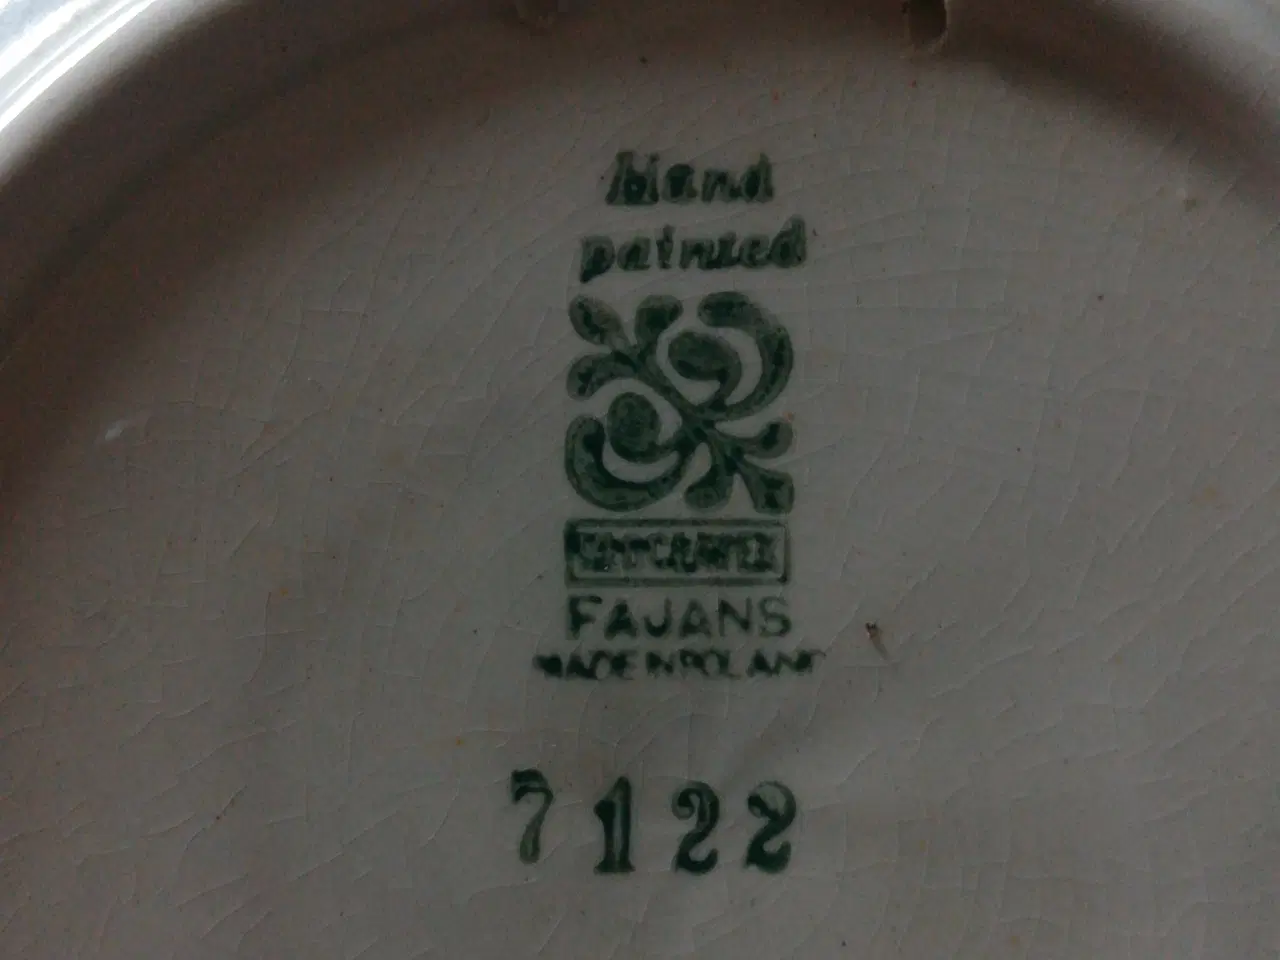 Hand
painted
FAJANS
MADE IN POLAND
7122